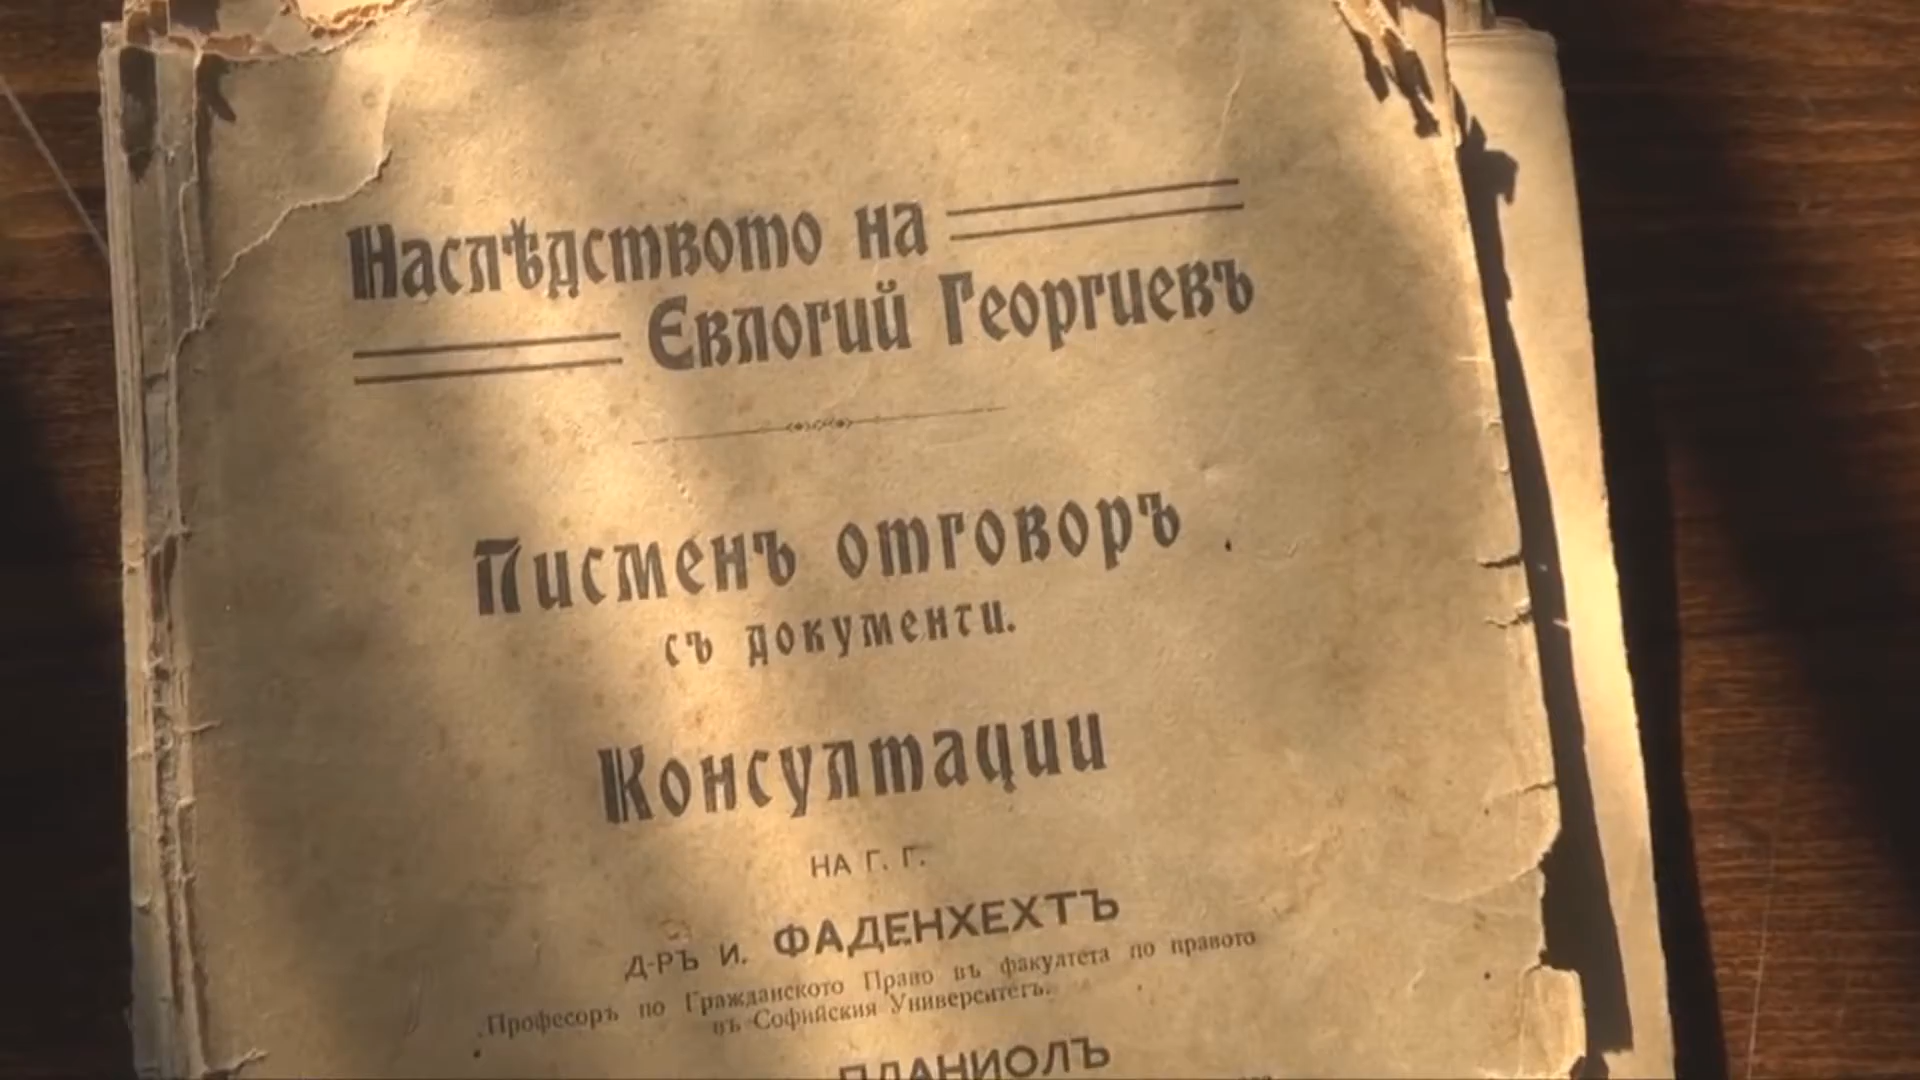 Наслѣдството на
Евлогий Георгиевъ
Писменъ отговоръ
съ документи.
Консултации
НА Г. Г.
Д-РЪ И. ФАДЕНХЕХТЪ
Професоръ по Гражданското Право въ факултета по правото
въ Софийския Университетъ.
ПЛАНИОЛЪ